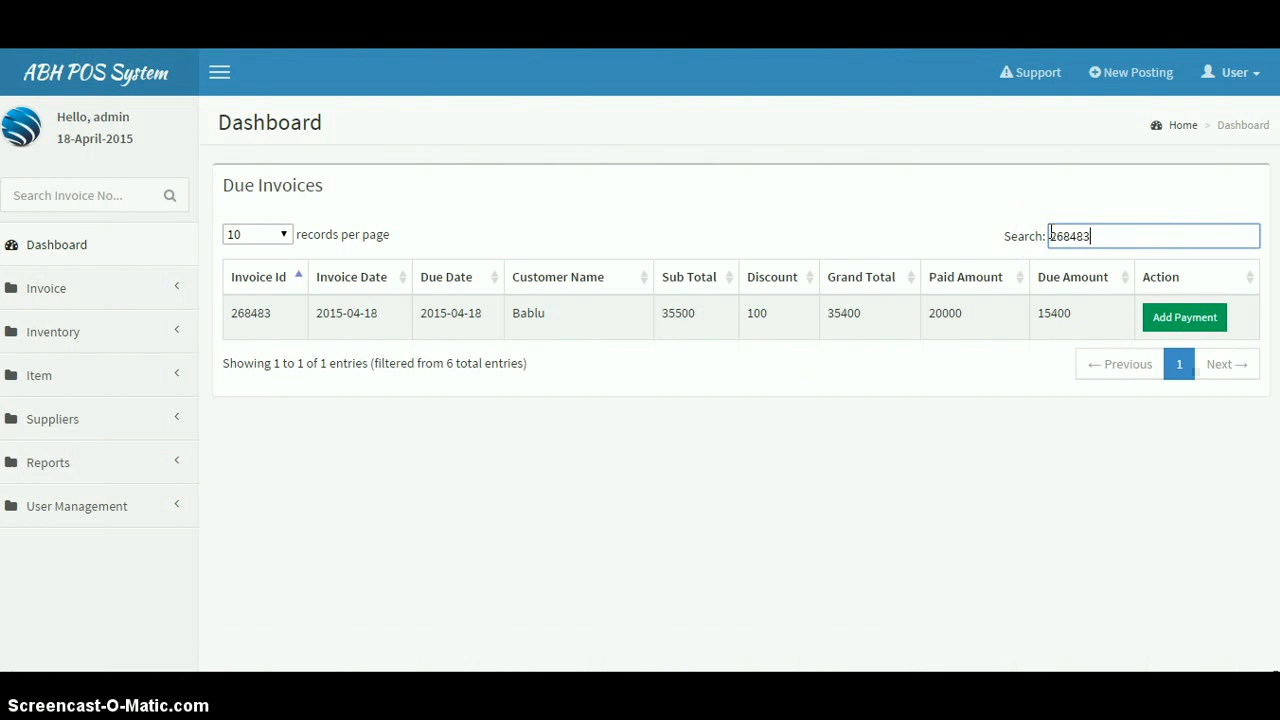 ABH POS System
Support
New Posting
User
Hello, admin
18-April-2015
Dashboard
Home > Dashboard
Search Invoice No...
Dashboard
Invoice
Inventory
Item
Suppliers
Reports
User Management
Due Invoices
10 records per page
Search: 268483
Invoice Id Invoice Date Due Date Customer Name Sub Total Discount Grand Total Paid Amount Due Amount Action
268483 2015-04-18 2015-04-18 Bablu 35500 100 35400 20000 15400 Add Payment
Showing 1 to 1 of 1 entries (filtered from 6 total entries)
← Previous 1 Next →
Screencast-O-Matic.com